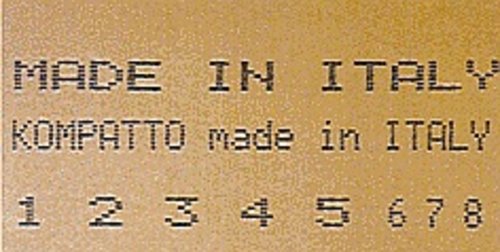 MADE IN ITALY
KOMPATTO made in ITALY
1 2 3 4 5 6 7 8